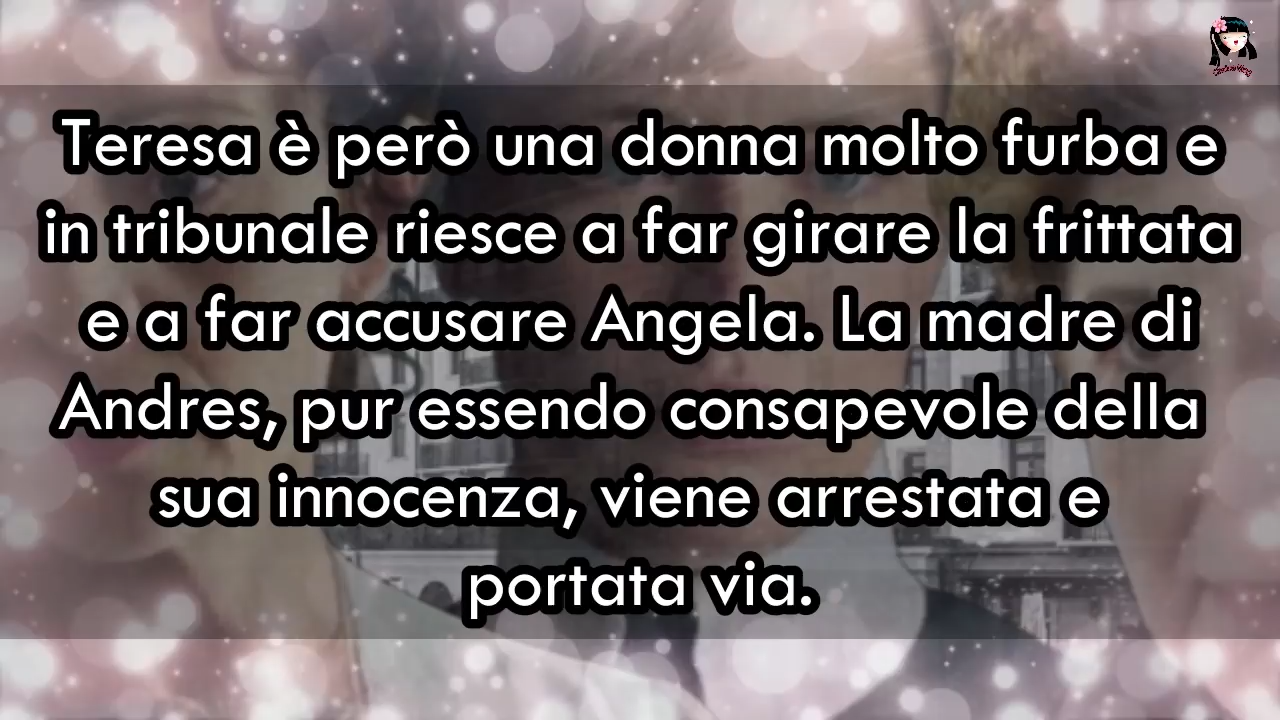 Teresa è però una donna molto furba e
in tribunale riesce a far girare la frittata
e a far accusare Angela. La madre di
Andres, pur essendo consapevole della
sua innocenza, viene arrestata e
portata via.